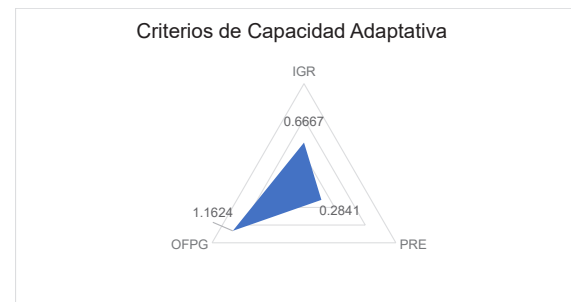 Criterios de Capacidad Adaptativa
IGR
0.6667
0.2841
1.1624
OFPG
PRE